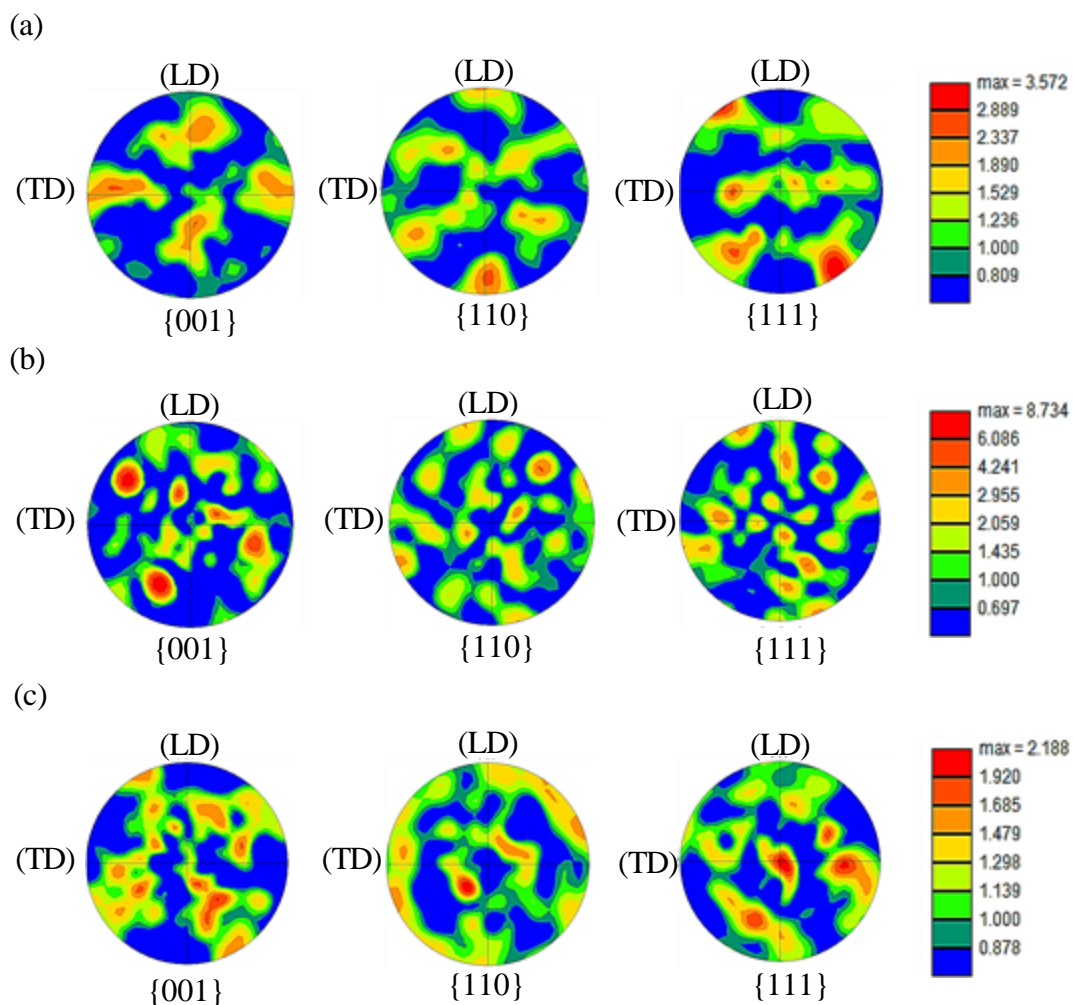 (a)
(LD) (LD) (LD)
(TD) (TD) (TD)
{001} {110} {111}
max = 3.572
2.889
2.337
1.890
1.529
1.236
1.000
0.809
(b)
(LD) (LD) (LD)
(TD) (TD) (TD)
{001} {110} {111}
max = 8.734
6.086
4.241
2.955
2.059
1.435
1.000
0.697
(c)
(LD) (LD) (LD)
(TD) (TD) (TD)
{001} {110} {111}
max = 2.188
1.920
1.685
1.479
1.298
1.139
1.000
0.878